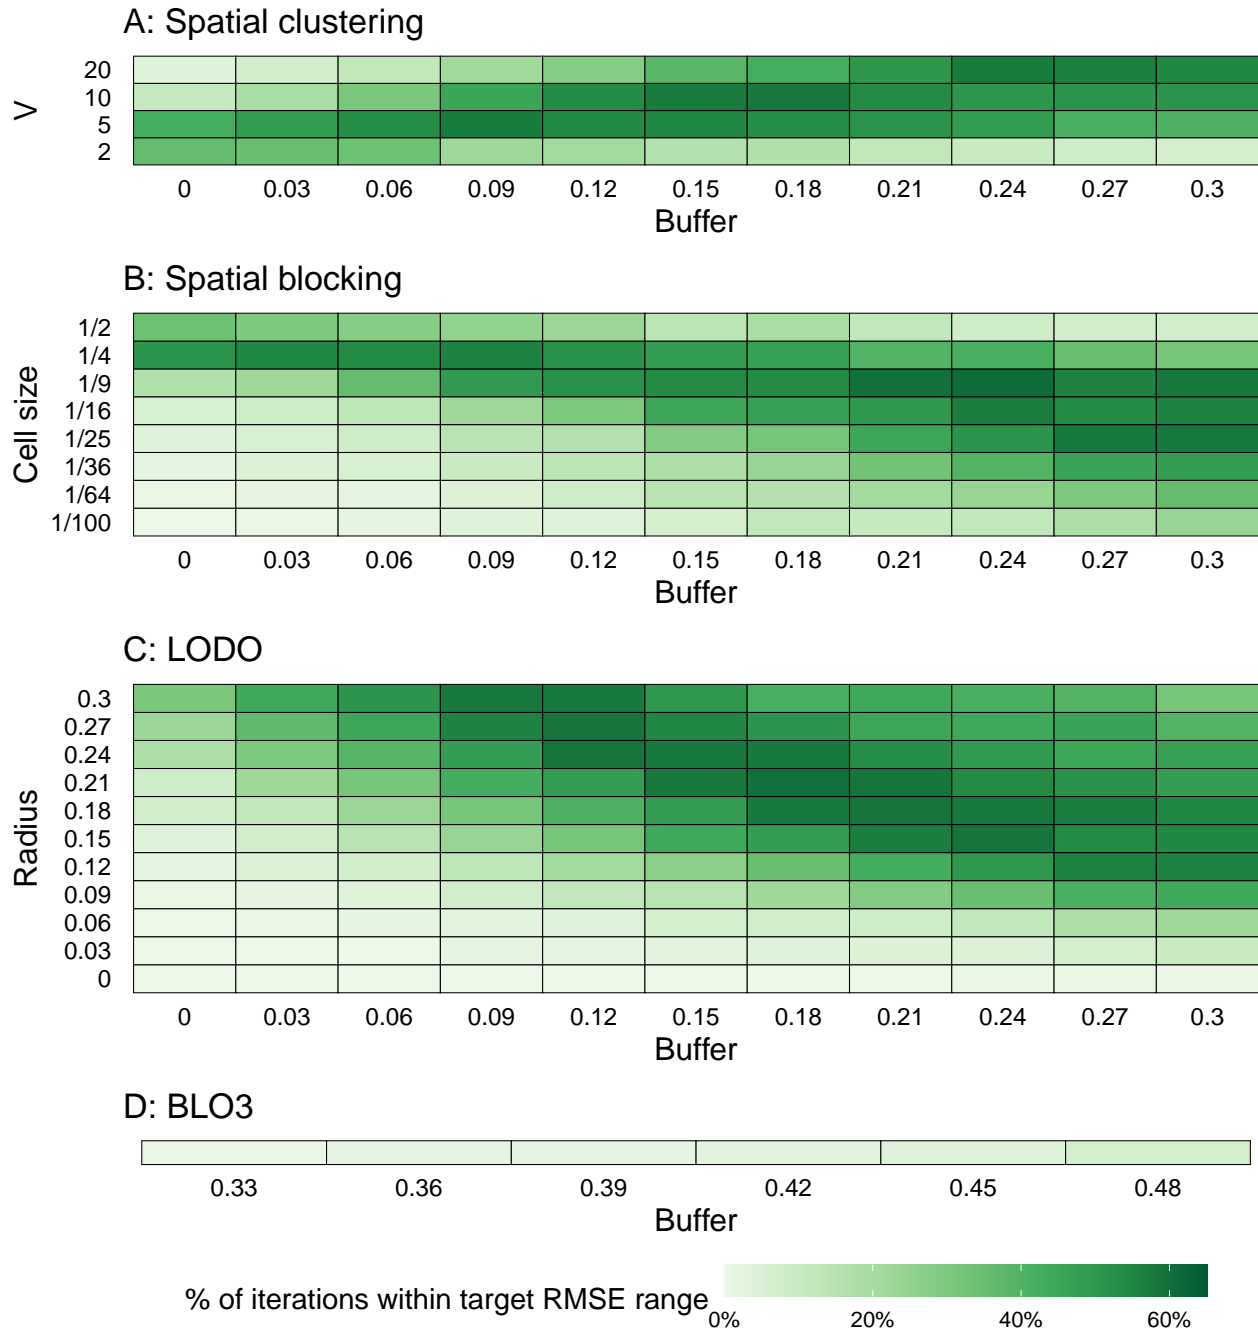 A: Spatial clustering
V
20
10
5
2
0 0.03 0.06 0.09 0.12 0.15 0.18 0.21 0.24 0.27 0.3
Buffer
B: Spatial blocking
Cell size
1/2
1/4
1/9
1/16
1/25
1/36
1/64
1/100
0 0.03 0.06 0.09 0.12 0.15 0.18 0.21 0.24 0.27 0.3
Buffer
C: LODO
Radius
0.3
0.27
0.24
0.21
0.18
0.15
0.12
0.09
0.06
0.03
0
0 0.03 0.06 0.09 0.12 0.15 0.18 0.21 0.24 0.27 0.3
Buffer
D: BLO3
0.33 0.36 0.39 0.42 0.45 0.48
Buffer
% of iterations within target RMSE range
0% 20% 40% 60%